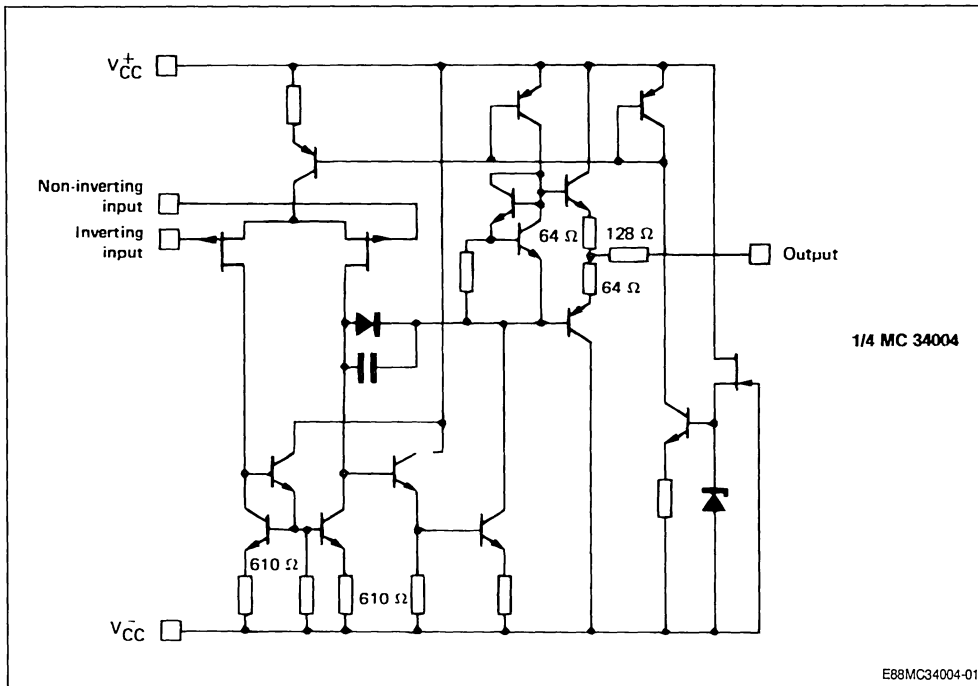 V+CC
Non-inverting
input
Inverting
input
64 Ω
128 Ω
Output
64 Ω
1/4 MC 34004
610 Ω
610 Ω
V-CC
E88MC34004-01